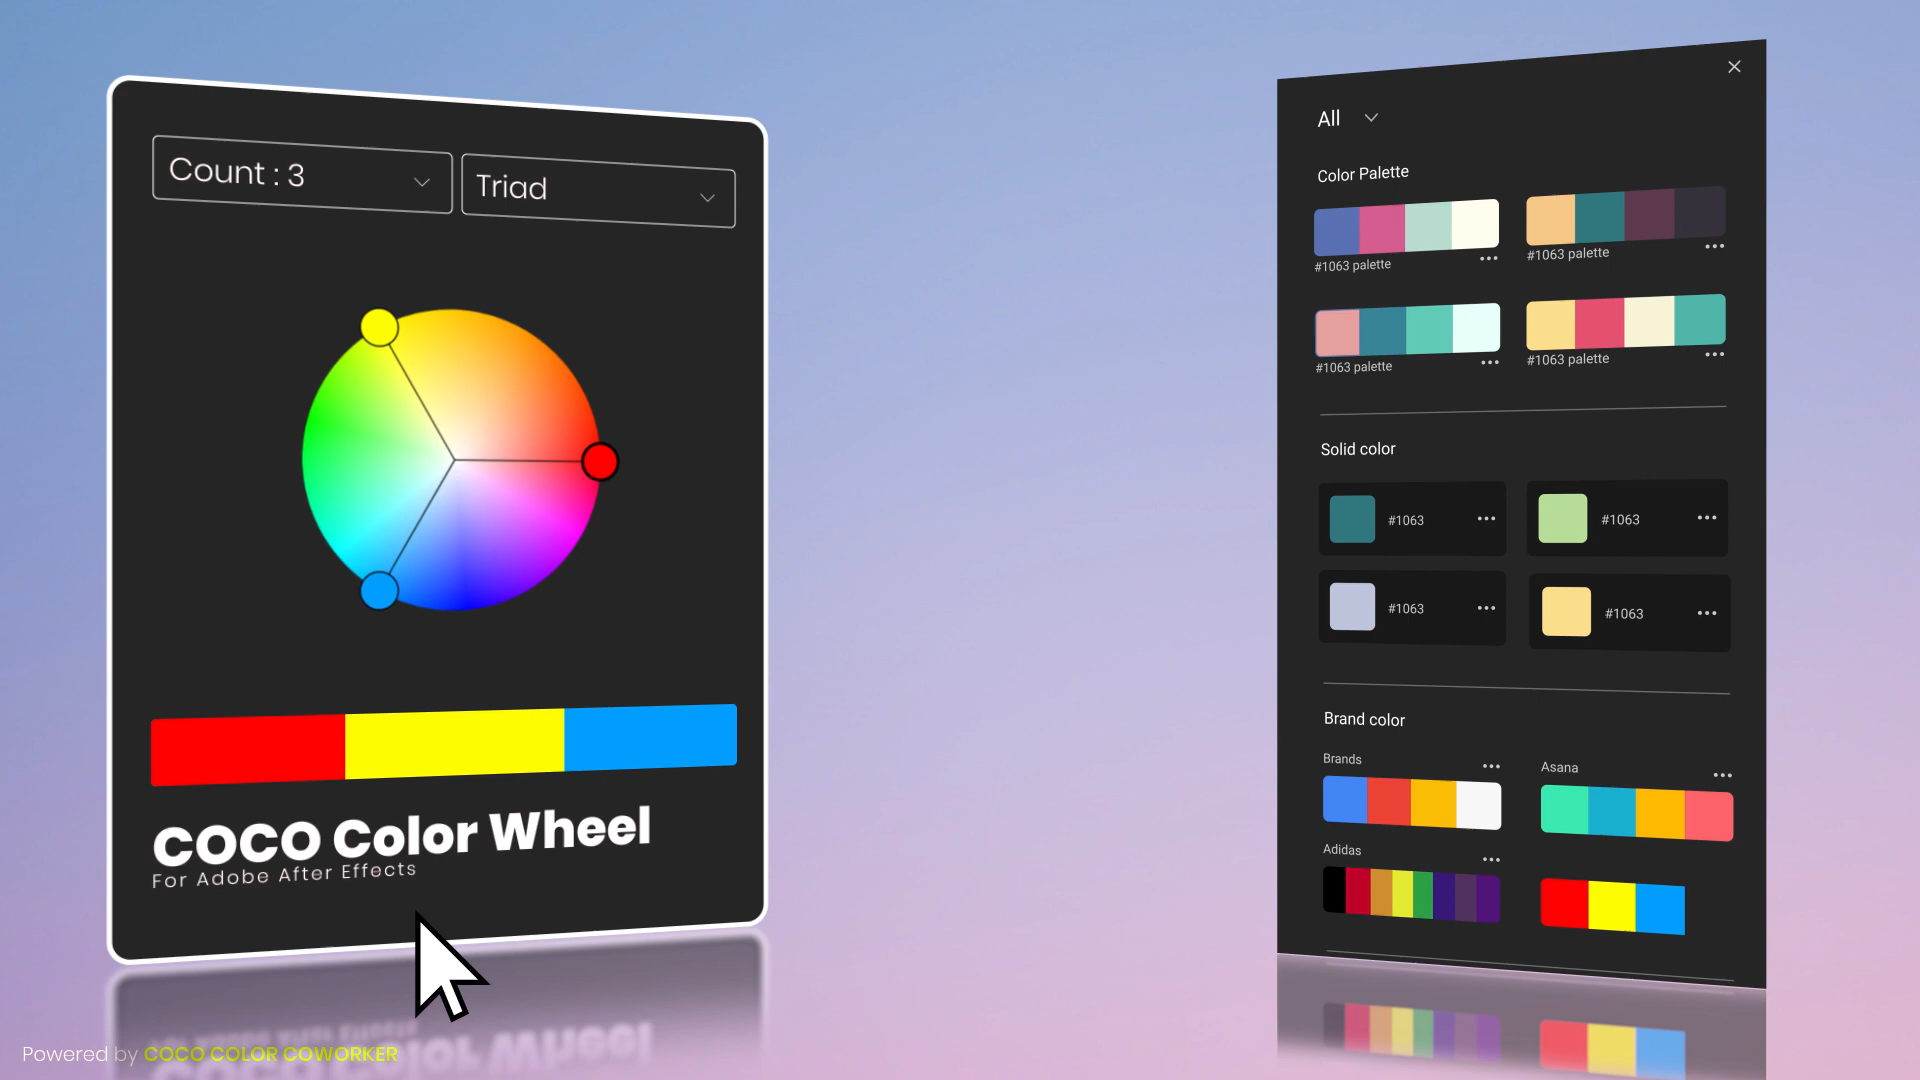 Count : 3
Triad
COCO Color Wheel
For Adobe After Effects
Powered by COCO COLOR COWORKER
All
Color Palette
#1063 palette
#1063 palette
#1063 palette
#1063 palette
Solid color
#1063
#1063
#1063
#1063
Brand color
Brands
Asana
Adidas